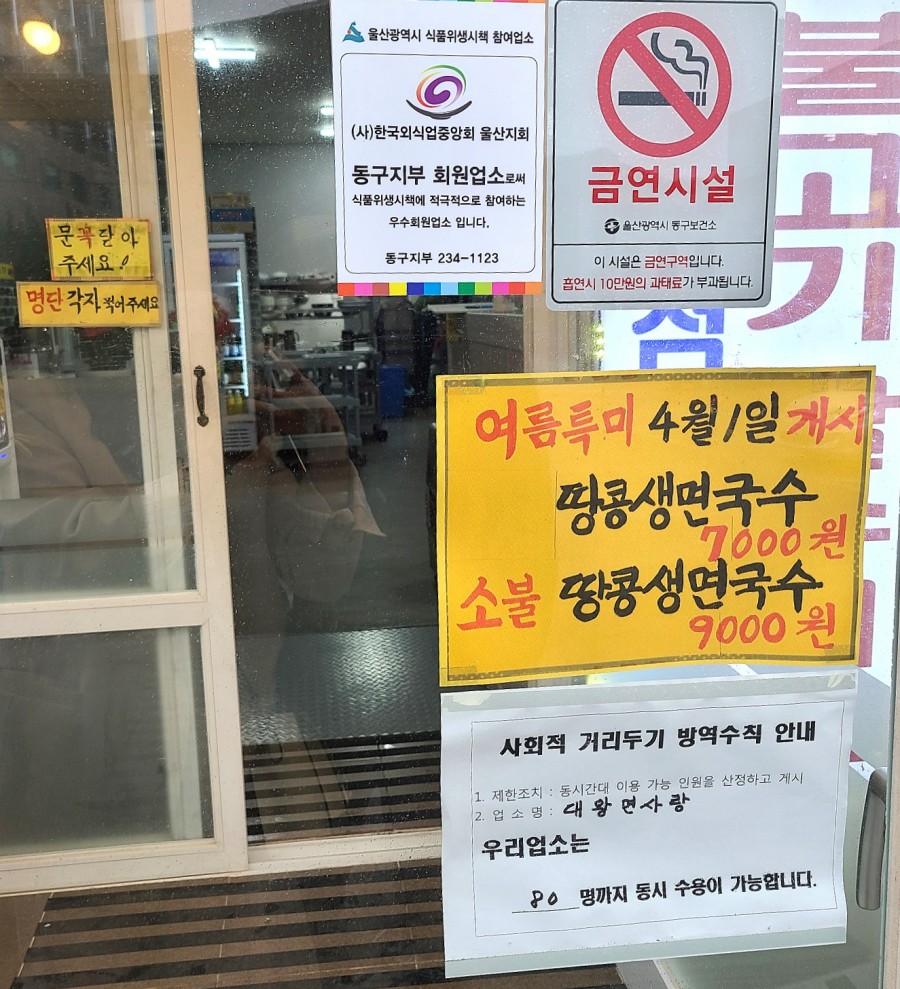 울산광역시 식품위생시책 참여업소
(사)한국외식업중앙회 울산지회
동구지부 회원업소로써
식품위생시책에 적극적으로 참여하는
우수회원업소 입니다.
동구지부 234-1123
금연시설
울산광역시 동구보건소
이 시설은 금연구역입니다.
흡연시 10만원의 과태료가 부과됩니다.
문꼭닫아
주세요!
명단각자적어주세요
여름특미 4월1일 개시
땅콩생면국수
7000원
소불 땅콩생면국수
9000원
사회적 거리두기 방역수칙 안내
1. 제한조치 : 동시간대 이용 가능 인원을 산정하고 게시
2. 업 소 명 : 대왕면사랑
우리업소는
80 명까지 동시 수용이 가능합니다.